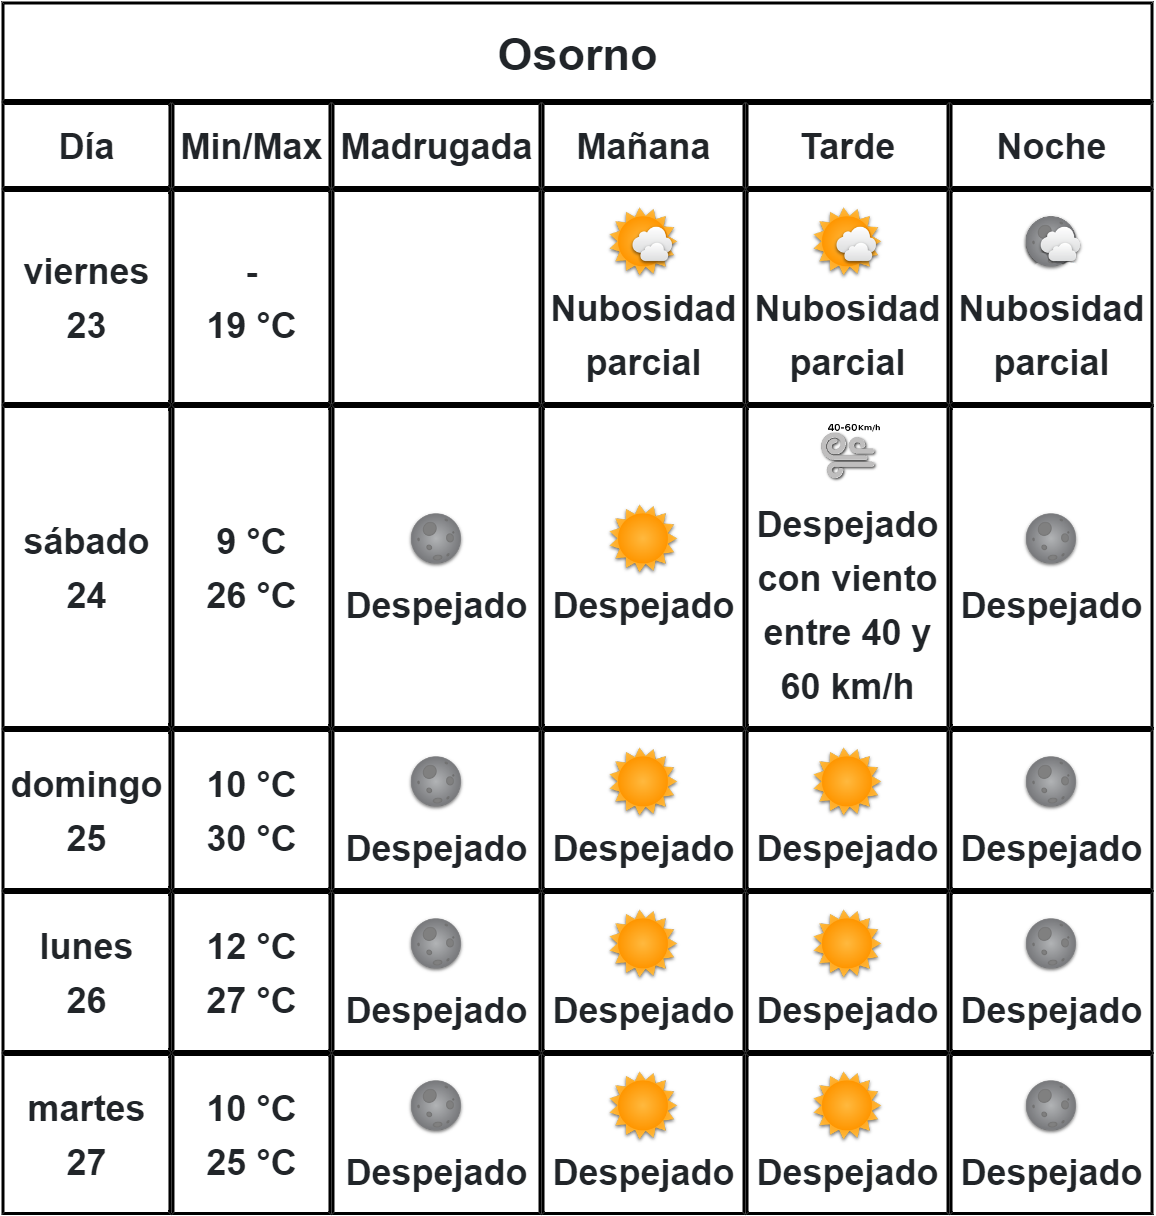 Osorno
Día Min/Max Madrugada Mañana Tarde Noche
viernes
23
-
19 °C
Nubosidad
parcial
Nubosidad
parcial
Nubosidad
parcial
sábado
24
9 °C
26 °C
Despejado
Despejado
40-60Km/h
Despejado
con viento
entre 40 y
60 km/h
Despejado
domingo
25
10 °C
30 °C
Despejado
Despejado
Despejado
Despejado
lunes
26
12 °C
27 °C
Despejado
Despejado
Despejado
Despejado
martes
27
10 °C
25 °C
Despejado
Despejado
Despejado
Despejado